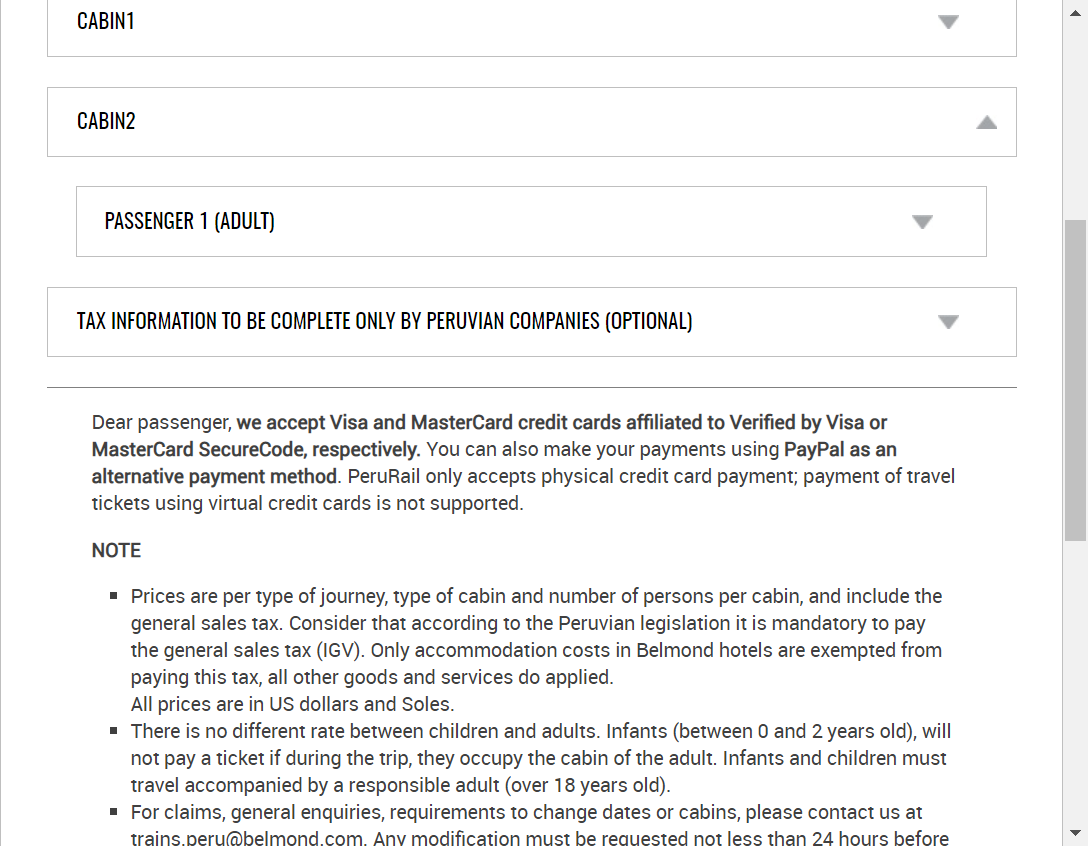 CABIN1
CABIN2
PASSENGER 1 (ADULT)
TAX INFORMATION TO BE COMPLETE ONLY BY PERUVIAN COMPANIES (OPTIONAL)
Dear passenger, we accept Visa and MasterCard credit cards affiliated to Verified by Visa or
MasterCard SecureCode, respectively. You can also make your payments using PayPal as an
alternative payment method. PeruRail only accepts physical credit card payment; payment of travel
tickets using virtual credit cards is not supported.
NOTE
Prices are per type of journey, type of cabin and number of persons per cabin, and include the
general sales tax. Consider that according to the Peruvian legislation it is mandatory to pay
the general sales tax (IGV). Only accommodation costs in Belmond hotels are exempted from
paying this tax, all other goods and services do applied.
All prices are in US dollars and Soles.
There is no different rate between children and adults. Infants (between 0 and 2 years old), will
not pay a ticket if during the trip, they occupy the cabin of the adult. Infants and children must
travel accompanied by a responsible adult (over 18 years old).
For claims, general enquiries, requirements to change dates or cabins, please contact us at
trains.peru@belmond.com. Any modification must be requested not less than 24 hours before